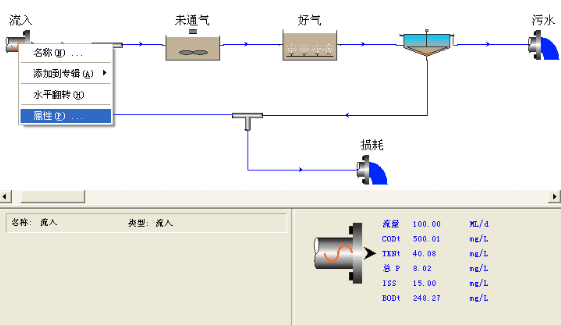 流入 未通气 好气 污水
名称(N) ...
添加到专辑(A)
水平翻转(H)
属性(P) ...
损耗
名称: 流入 类型: 流入
流量 100.00 ML/d
CODt 500.01 mg/L
TKNt 40.08 mg/L
总 P 8.02 mg/L
ISS 15.00 mg/L
BODt 248.27 mg/L